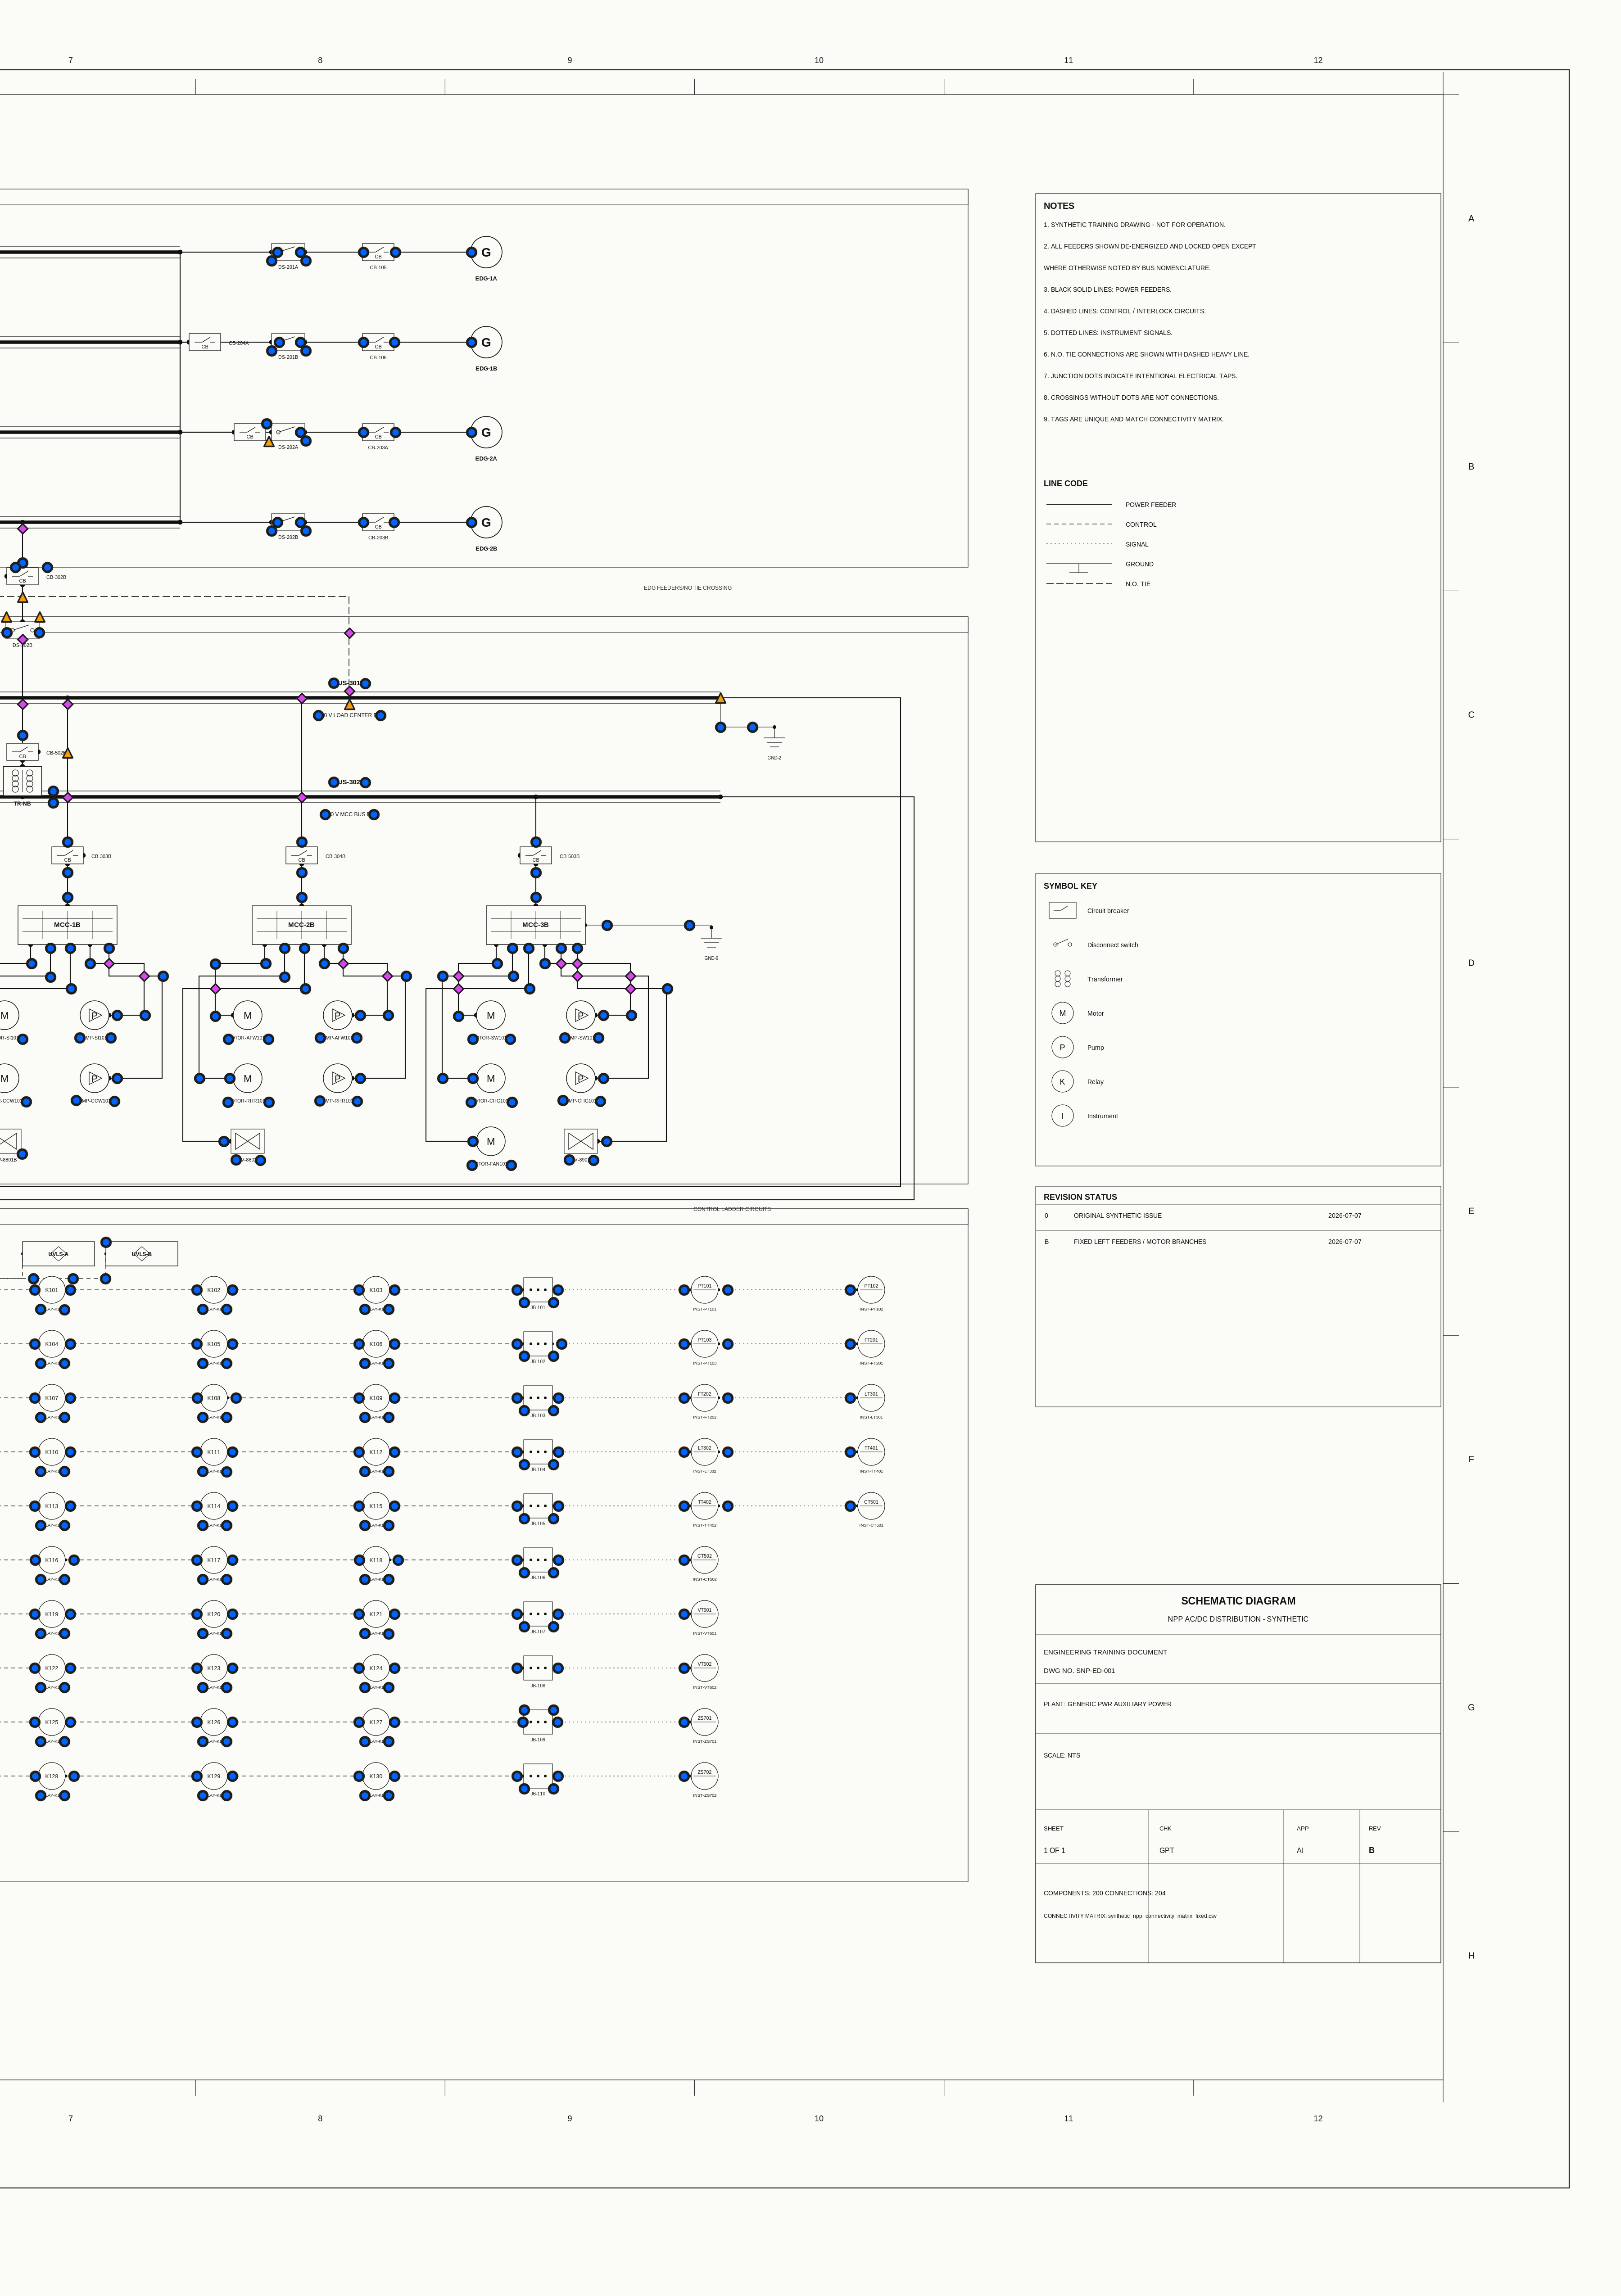 7 8 9 10 11 12
A
B
C
D
E
F
G
H
DS-201A
CB
CB-105
G
EDG-1A
CB
CB-204A
DS-201B
CB
CB-106
G
EDG-1B
CB
DS-202A
CB
CB-203A
G
EDG-2A
DS-202B
CB
CB-203B
G
EDG-2B
CB
CB-302B
EDG FEEDERS/NO TIE CROSSING
CB
TR-NB
CB
CB-303B
CB
CB-304B
CB
CB-503B
GND-2
MCC-1B
MCC-2B
MCC-3B
GND-6
M
P
M
P
M
P
M
P
M
P
M
P
M
CONTROL LADDER CIRCUITS
UVLS-A
UVLS-B
K101 K102 K103 JB-101 PT101 PT102
INST-PT101 INST-PT102
K104 K105 K106 JB-102 PT103 FT201
INST-PT103 INST-FT201
K107 K108 K109 JB-103 FT202 LT301
INST-FT202 INST-LT301
K110 K111 K112 JB-104 LT302 TT401
INST-LT302 INST-TT401
K113 K114 K115 JB-105 TT402 CT501
INST-TT402 INST-CT501
K116 K117 K118 JB-106 CT502
INST-CT502
K119 K120 K121 JB-107 VT601
INST-VT601
K122 K123 K124 JB-108 VT602
INST-VT602
K125 K126 K127 JB-109 ZS701
INST-ZS701
K128 K129 K130 JB-110 ZS702
INST-ZS702
NOTES
1. SYNTHETIC TRAINING DRAWING - NOT FOR OPERATION.
2. ALL FEEDERS SHOWN DE-ENERGIZED AND LOCKED OPEN EXCEPT
WHERE OTHERWISE NOTED BY BUS NOMENCLATURE.
3. BLACK SOLID LINES: POWER FEEDERS.
4. DASHED LINES: CONTROL / INTERLOCK CIRCUITS.
5. DOTTED LINES: INSTRUMENT SIGNALS.
6. N.O. TIE CONNECTIONS ARE SHOWN WITH DASHED HEAVY LINE.
7. JUNCTION DOTS INDICATE INTENTIONAL ELECTRICAL TAPS.
8. CROSSINGS WITHOUT DOTS ARE NOT CONNECTIONS.
9. TAGS ARE UNIQUE AND MATCH CONNECTIVITY MATRIX.
LINE CODE
POWER FEEDER
CONTROL
SIGNAL
GROUND
N.O. TIE
SYMBOL KEY
Circuit breaker
Disconnect switch
Transformer
M Motor
P Pump
K Relay
I Instrument
REVISION STATUS
0 ORIGINAL SYNTHETIC ISSUE 2026-07-07
B FIXED LEFT FEEDERS / MOTOR BRANCHES 2026-07-07
SCHEMATIC DIAGRAM
NPP AC/DC DISTRIBUTION - SYNTHETIC
ENGINEERING TRAINING DOCUMENT
DWG NO. SNP-ED-001
PLANT: GENERIC PWR AUXILIARY POWER
SCALE: NTS
SHEET CHK APP REV
1 OF 1 GPT AI B
COMPONENTS: 200 CONNECTIONS: 204
CONNECTIVITY MATRIX: synthetic_npp_connectivity_matrix_fixed.csv
7 8 9 10 11 12